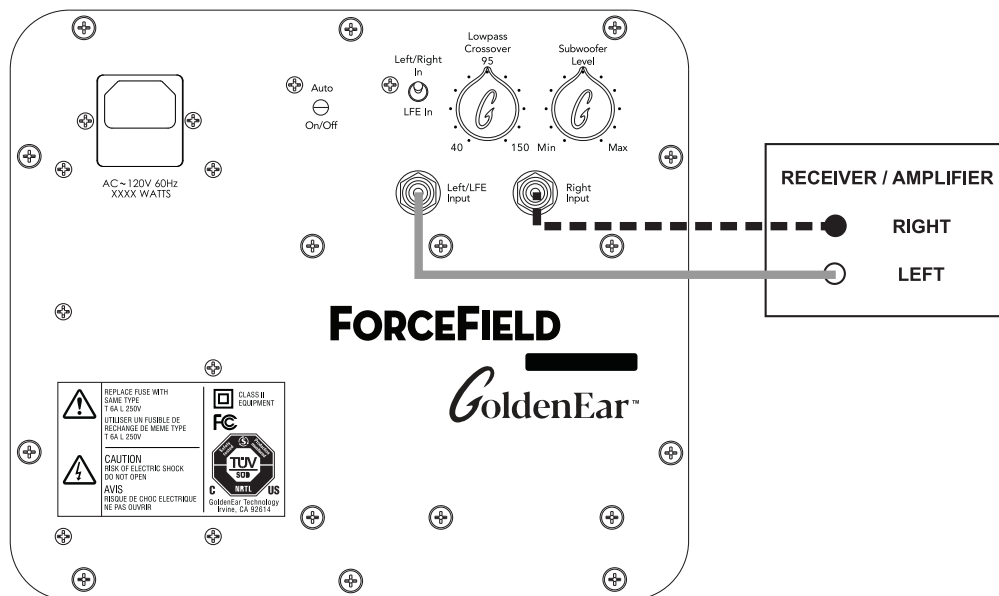 Lowpass
Crossover
95
Subwoofer
Level
Left/Right
In
LFE In
Auto
On/Off
40
150
Min
Max
AC~120V 60Hz
XXXX WATTS
Left/LFE
Input
Right
Input
RECEIVER / AMPLIFIER
RIGHT
LEFT
FORCEFIELD
GoldenEar™
REPLACE FUSE WITH
SAME TYPE
T 6A L 250V
UTILISER UN FUSIBLE DE
RECHANGE DE MEME TYPE
T 6A L 250V
CAUTION
RISK OF ELECTRIC SHOCK
DO NOT OPEN
AVIS
RISQUE DE CHOC ELECTRIQUE
NE PAS OUVRIR
CLASS II
EQUIPMENT
FC
TÜV
SÜD
NRTL
C US
GoldenEar Technology
Irvine, CA 92614